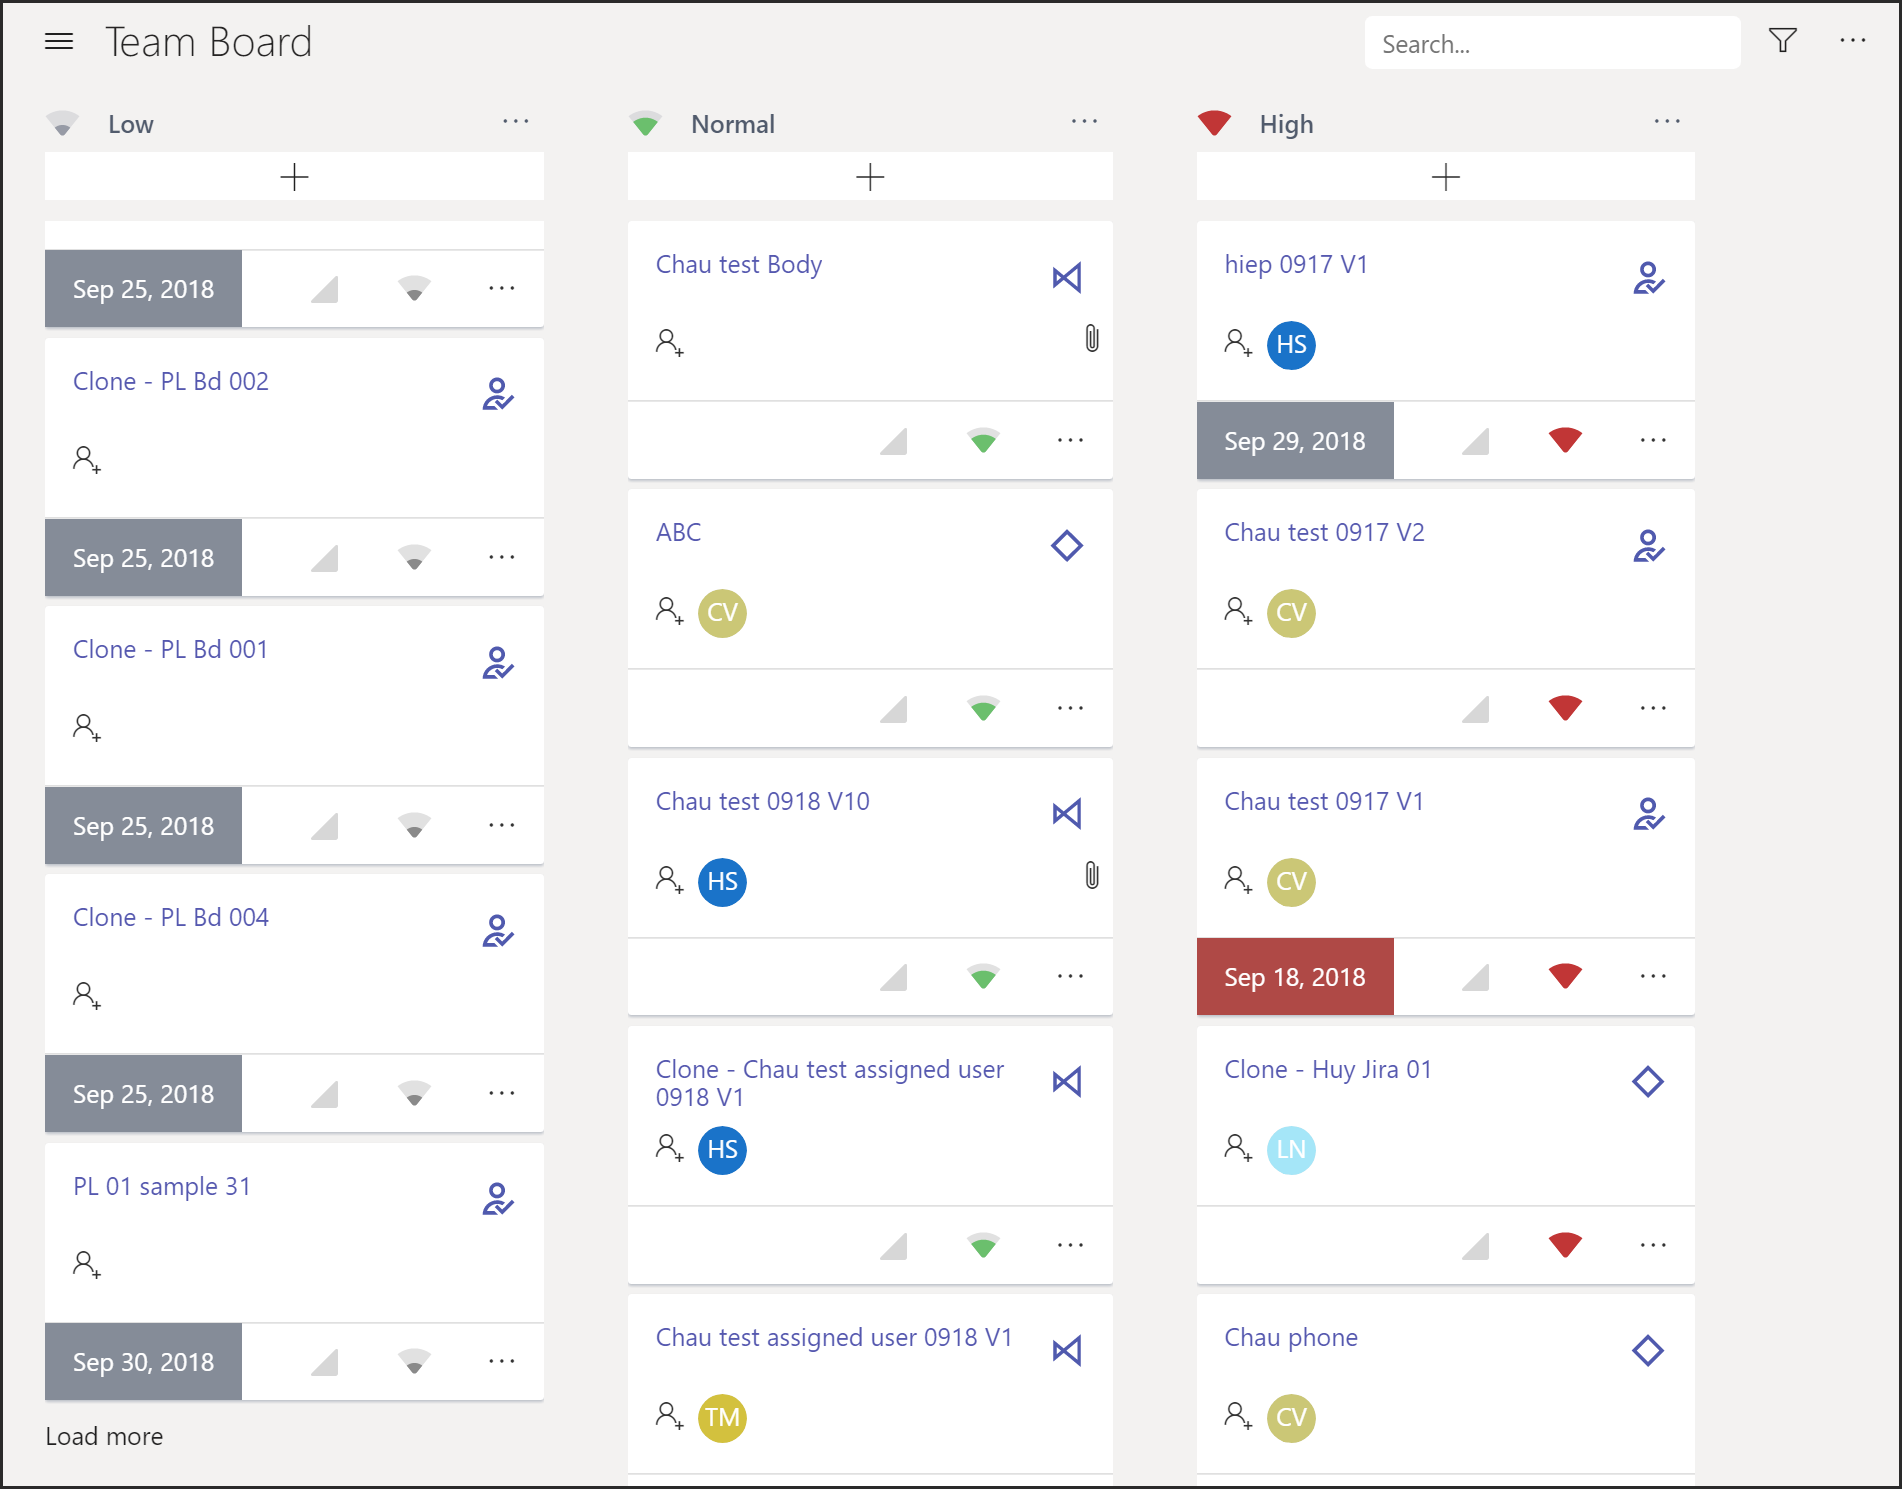 Team Board
Search...
Low
Sep 25, 2018
Clone - PL Bd 002
Sep 25, 2018
Clone - PL Bd 001
Sep 25, 2018
Clone - PL Bd 004
Sep 25, 2018
PL 01 sample 31
Sep 30, 2018
Load more
Normal
Chau test Body
ABC
CV
Chau test 0918 V10
HS
Clone - Chau test assigned user
0918 V1
HS
Chau test assigned user 0918 V1
TM
High
hiep 0917 V1
HS
Sep 29, 2018
Chau test 0917 V2
CV
Chau test 0917 V1
CV
Sep 18, 2018
Clone - Huy Jira 01
LN
Chau phone
CV